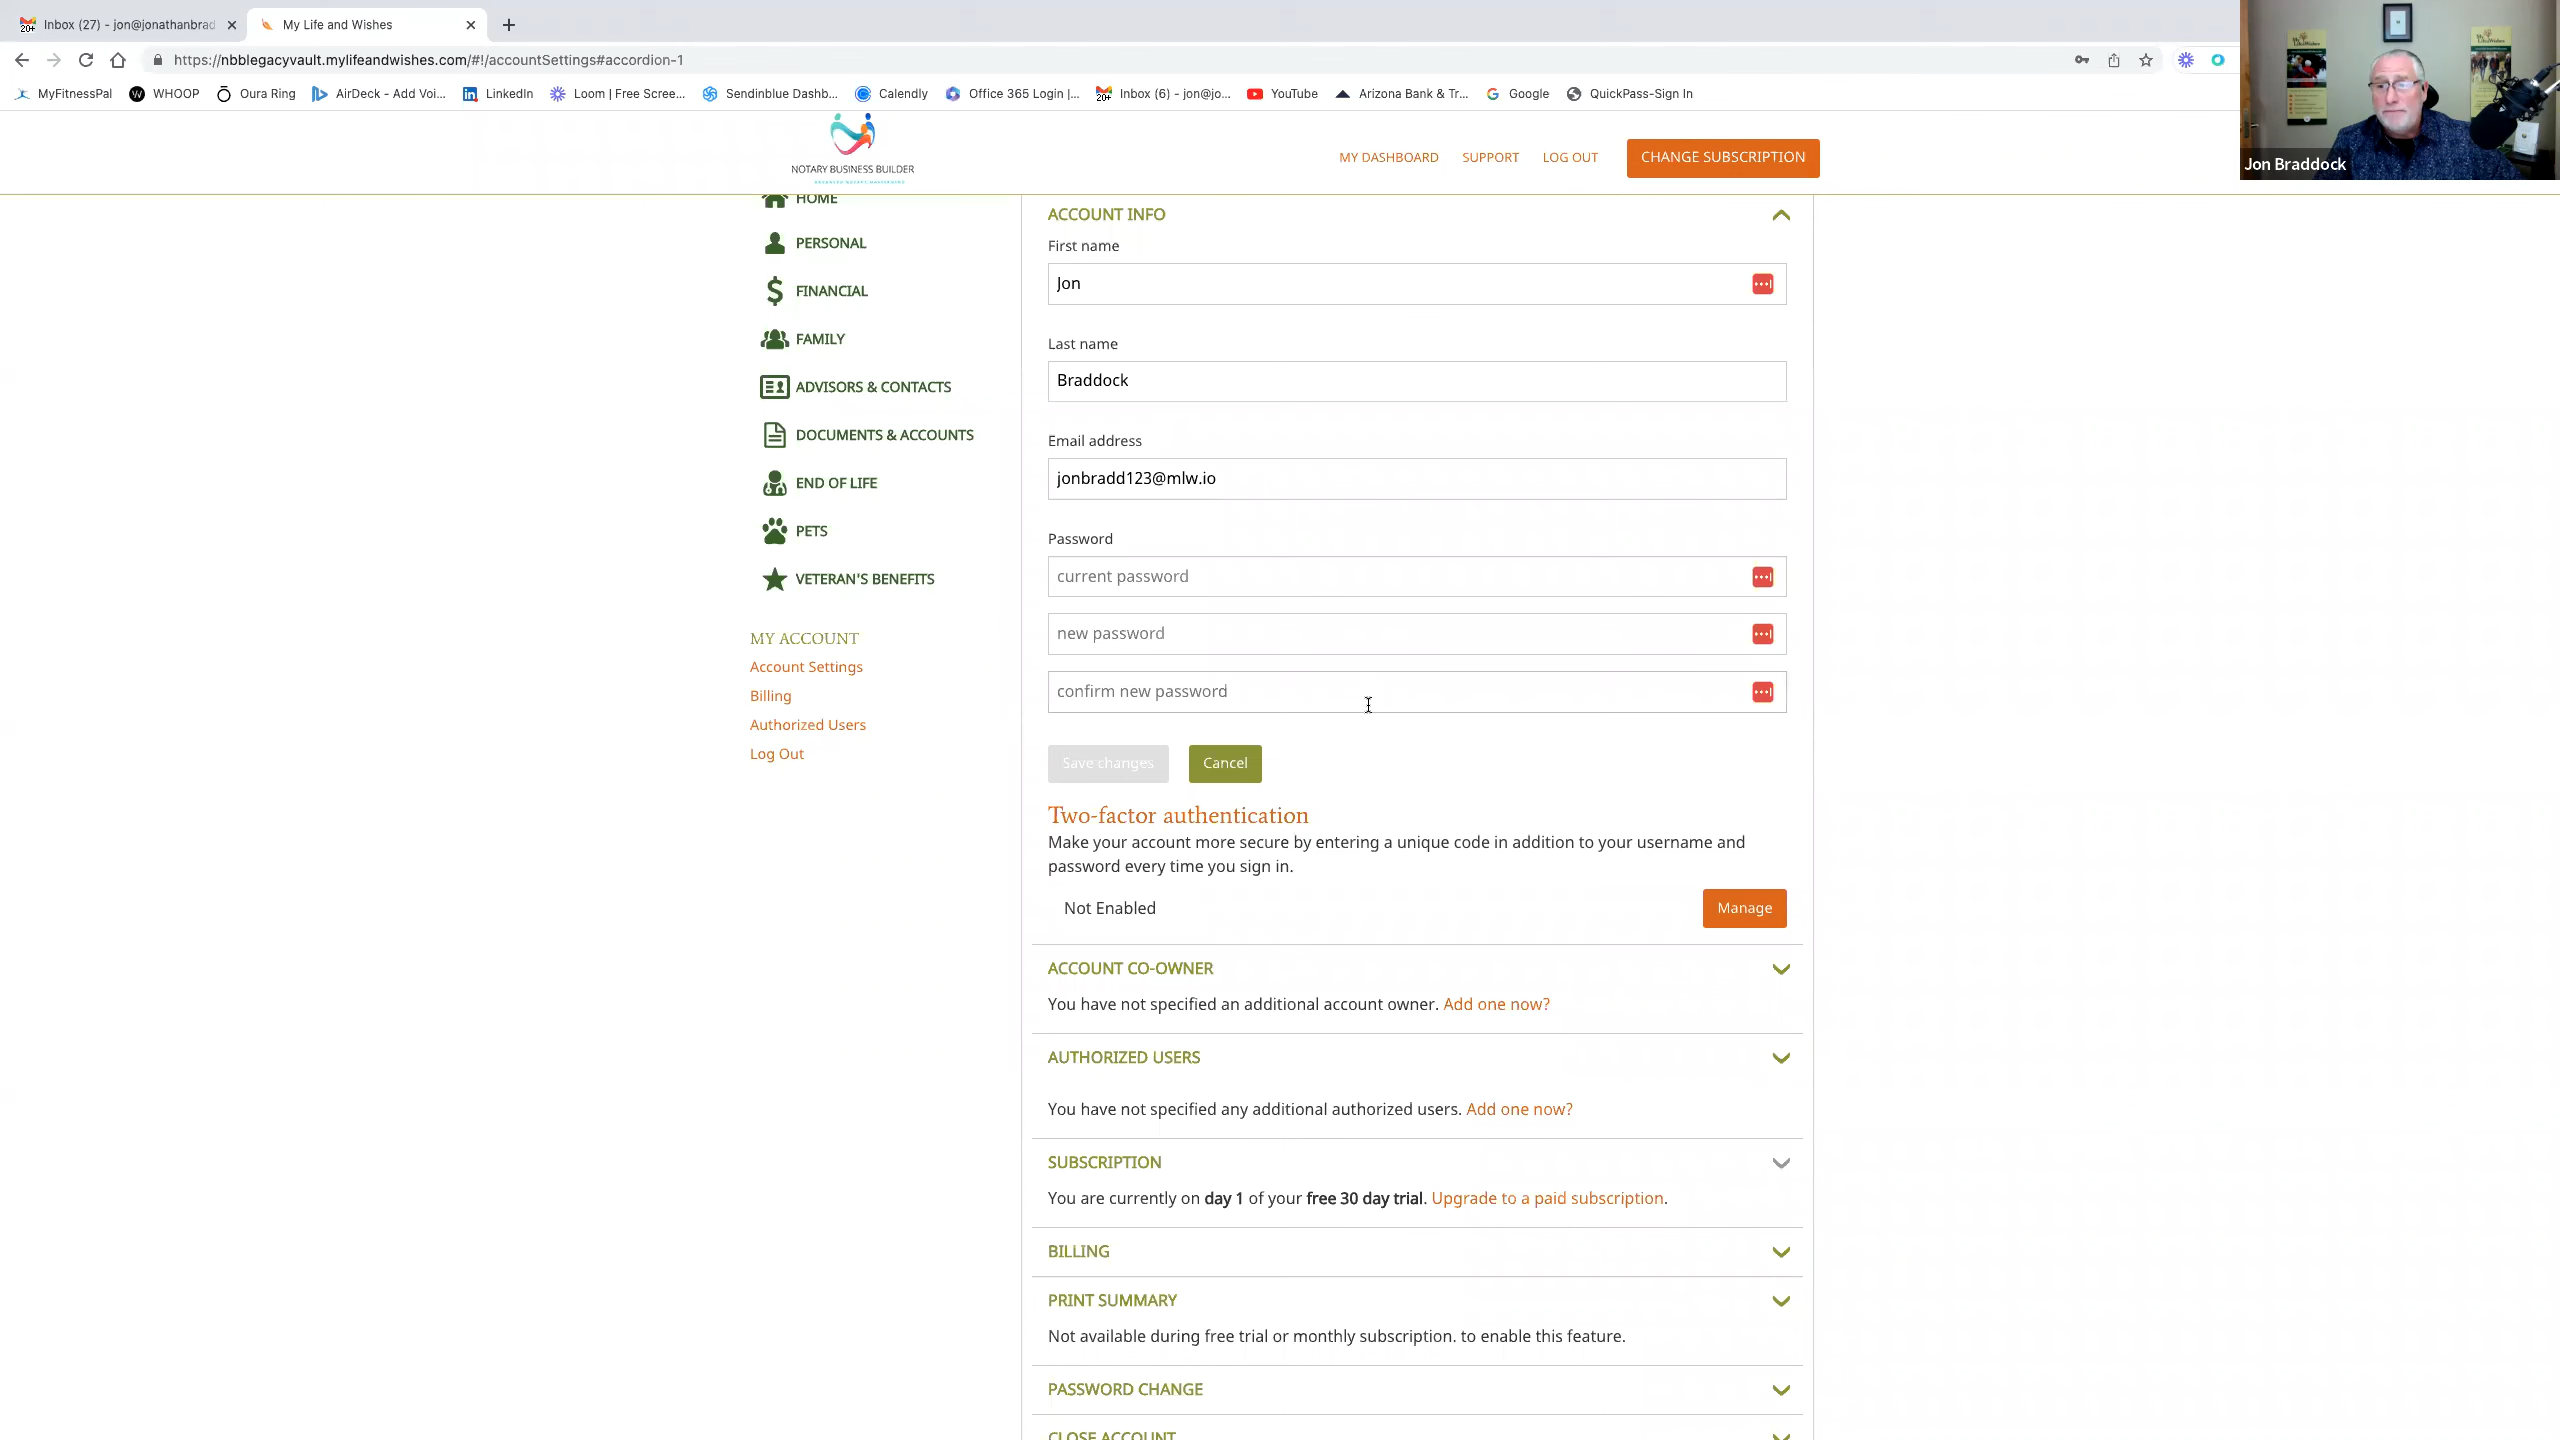 Inbox (27) - jon@jonathanbrad
My Life and Wishes
https://nbblegacyvault.mylifeandwishes.com/#!/accountSettings#accordion-1
MyFitnessPal
WHOOP
Oura Ring
AirDeck - Add Voi...
LinkedIn
Loom | Free Scree...
Sendinblue Dashb...
Calendly
Office 365 Login |...
20+
Inbox (6) - jon@jo...
YouTube
Arizona Bank & Tr...
Google
QuickPass-Sign In
Jon Braddock
NOTARY BUSINESS BUILDER
MY DASHBOARD
SUPPORT
LOG OUT
CHANGE SUBSCRIPTION
HOME
PERSONAL
FINANCIAL
FAMILY
ADVISORS & CONTACTS
DOCUMENTS & ACCOUNTS
END OF LIFE
PETS
VETERAN'S BENEFITS
MY ACCOUNT
Account Settings
Billing
Authorized Users
Log Out
ACCOUNT INFO
First name
Jon
Last name
Braddock
Email address
jonbradd123@mlw.io
Password
current password
new password
confirm new password
Save changes
Cancel
Two-factor authentication
Make your account more secure by entering a unique code in addition to your username and
password every time you sign in.
Not Enabled
Manage
ACCOUNT CO-OWNER
You have not specified an additional account owner. Add one now?
AUTHORIZED USERS
You have not specified any additional authorized users. Add one now?
SUBSCRIPTION
You are currently on day 1 of your free 30 day trial. Upgrade to a paid subscription.
BILLING
PRINT SUMMARY
Not available during free trial or monthly subscription. to enable this feature.
PASSWORD CHANGE
CLOSE ACCOUNT